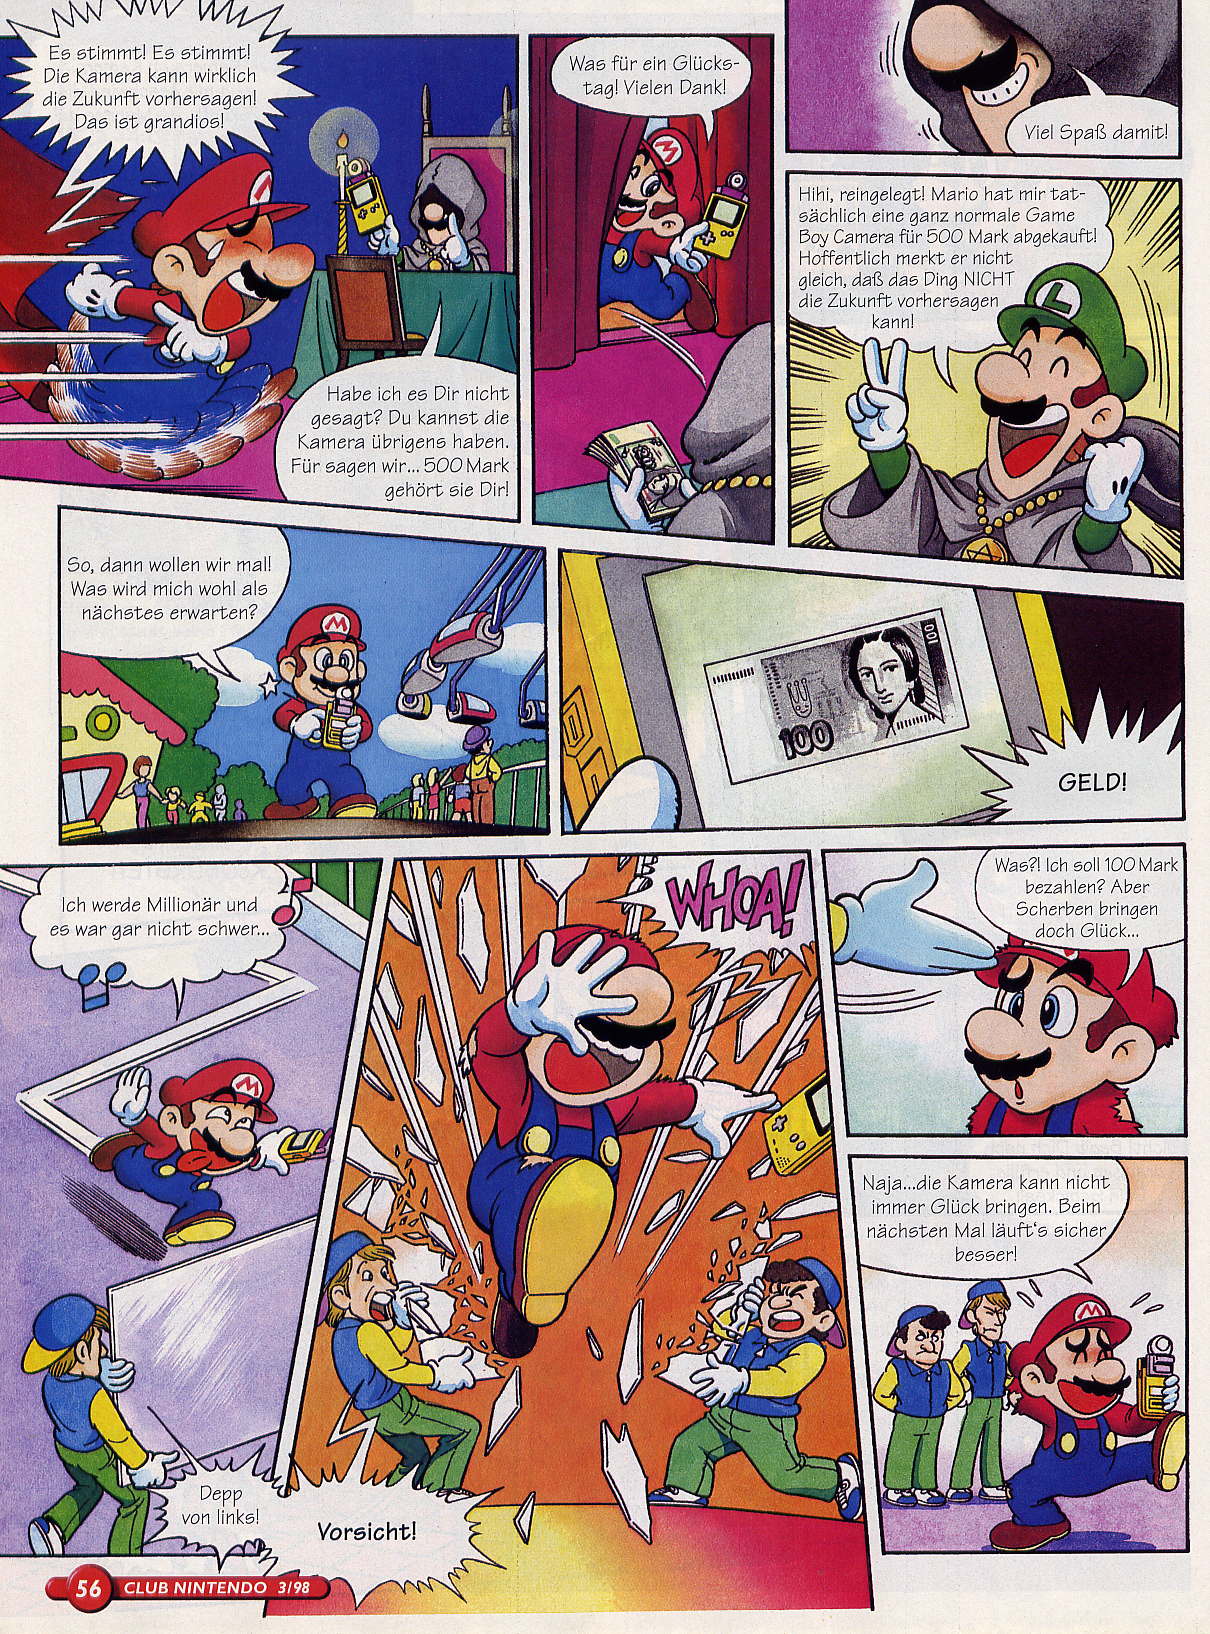 Es stimmt! Es stimmt!
Die Kamera kann wirklich
die Zukunft vorhersagen!
Das ist grandios!
Habe ich es Dir nicht
gesagt? Du kannst die
Kamera übrigens haben.
Für sagen wir... 500 Mark
gehört sie Dir!
Was für ein Glücks-
tag! Vielen Dank!
Viel Spaß damit!
Hihi, reingelegt! Mario hat mir tat-
sächlich eine ganz normale Game
Boy Camera für 500 Mark abgekauft!
Hoffentlich merkt er nicht
gleich, daß das Ding NICHT
die Zukunft vorhersagen
kann!
L
So, dann wollen wir mal!
Was wird mich wohl als
nächstes erwarten?
M
100
100
GELD!
Ich werde Millionär und
es war gar nicht schwer...
M
Depp
von links!
Vorsicht!
WHOA!
Was?! Ich soll 100 Mark
bezahlen? Aber
Scherben bringen
doch Glück...
Naja...die Kamera kann nicht
immer Glück bringen. Beim
nächsten Mal läuft's sicher
besser!
M
56 CLUB NINTENDO 3/98